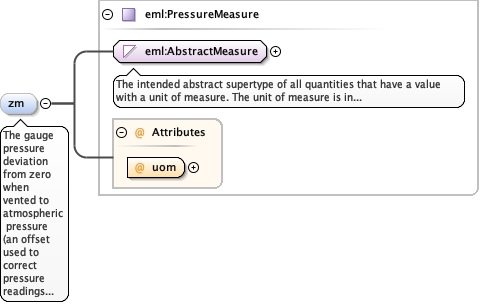 eml:PressureMeasure
eml:AbstractMeasure
The intended abstract supertype of all quantities that have a value
with a unit of measure. The unit of measure is in...
zm
@ Attributes
@ uom
The gauge
pressure
deviation
from zero
when
vented to
atmospheric
pressure
(an offset
used to
correct
pressure
readings...